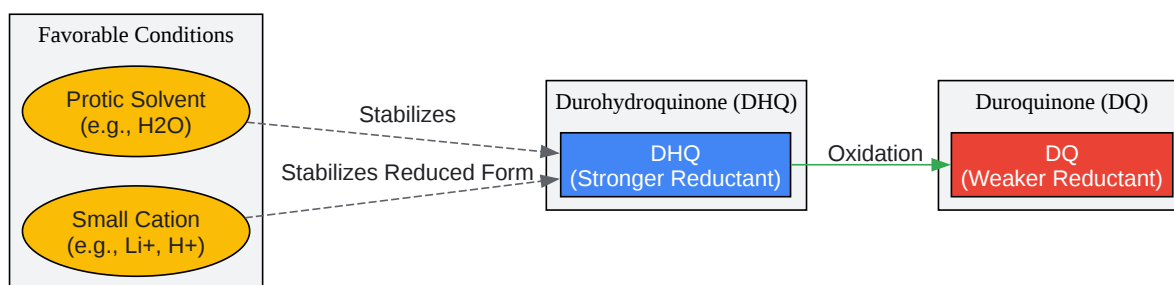 Favorable Conditions
Protic Solvent
(e.g., H2O)
Small Cation
(e.g., Li+, H+)
Stabilizes
Stabilizes Reduced Form
Durohydroquinone (DHQ)
DHQ
(Stronger Reductant)
Oxidation
Duroquinone (DQ)
DQ
(Weaker Reductant)